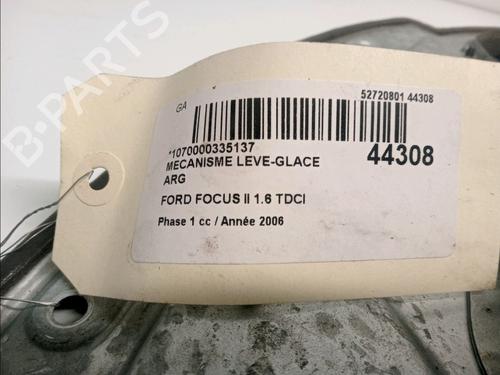 B-PARTS
GA
52720801 44308
*1070000335137
44308
MECANISME LEVE-GLACE
ARG
FORD FOCUS II 1.6 TDCI
Phase 1 cc / Année 2006